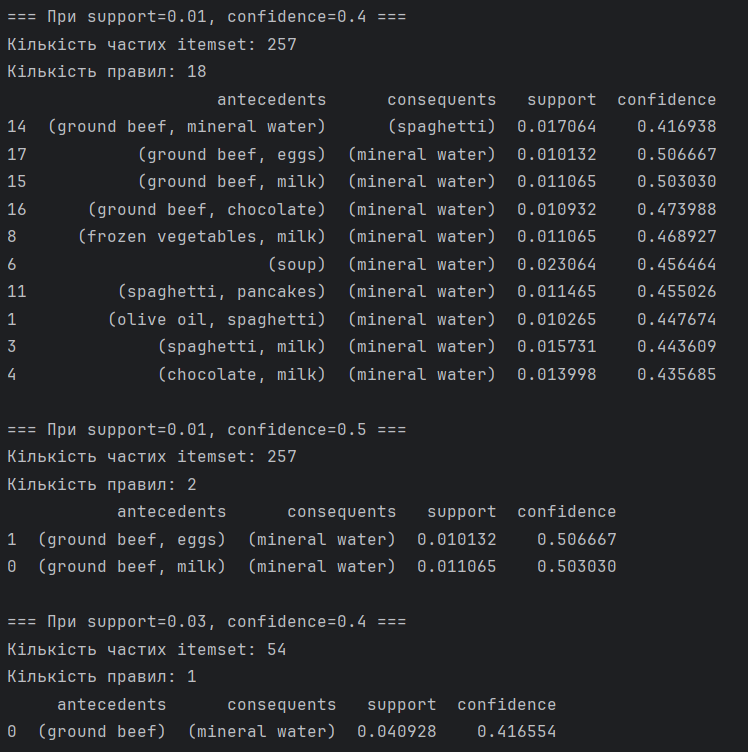 === При support=0.01, confidence=0.4 ===
Кількість частих itemset: 257
Кількість правил: 18
antecedents consequents support confidence
14 (ground beef, mineral water) (spaghetti) 0.017064 0.416938
17 (ground beef, eggs) (mineral water) 0.010132 0.506667
15 (ground beef, milk) (mineral water) 0.011065 0.503030
16 (ground beef, chocolate) (mineral water) 0.010932 0.473988
8 (frozen vegetables, milk) (mineral water) 0.011065 0.468927
6 (soup) (mineral water) 0.023064 0.456464
11 (spaghetti, pancakes) (mineral water) 0.011465 0.455026
1 (olive oil, spaghetti) (mineral water) 0.010265 0.447674
3 (spaghetti, milk) (mineral water) 0.015731 0.443609
4 (chocolate, milk) (mineral water) 0.013998 0.435685
=== При support=0.01, confidence=0.5 ===
Кількість частих itemset: 257
Кількість правил: 2
antecedents consequents support confidence
1 (ground beef, eggs) (mineral water) 0.010132 0.506667
0 (ground beef, milk) (mineral water) 0.011065 0.503030
=== При support=0.03, confidence=0.4 ===
Кількість частих itemset: 54
Кількість правил: 1
antecedents consequents support confidence
0 (ground beef) (mineral water) 0.040928 0.416554